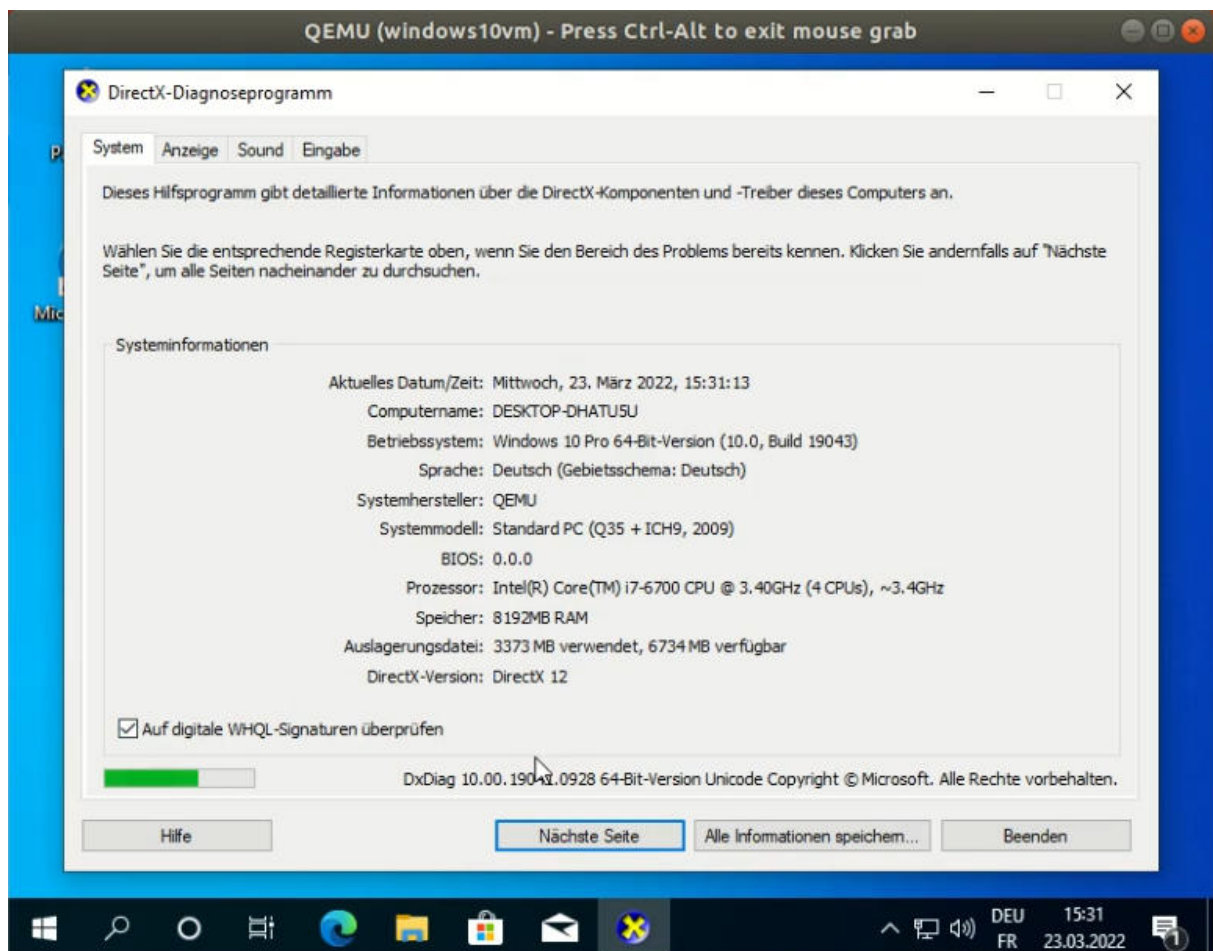 QEMU (windows10vm) - Press Ctrl-Alt to exit mouse grab
DirectX-Diagnoseprogramm
System Anzeige Sound Eingabe
Dieses Hilfsprogramm gibt detaillierte Informationen über die DirectX-Komponenten und -Treiber dieses Computers an.
Wählen Sie die entsprechende Registerkarte oben, wenn Sie den Bereich des Problems bereits kennen. Klicken Sie andernfalls auf "Nächste
Seite", um alle Seiten nacheinander zu durchsuchen.
Systeminformationen
Aktuelles Datum/Zeit: Mittwoch, 23. März 2022, 15:31:13
Computername: DESKTOP-DHATU5U
Betriebssystem: Windows 10 Pro 64-Bit-Version (10.0, Build 19043)
Sprache: Deutsch (Gebietsschema: Deutsch)
Systemhersteller: QEMU
Systemmodell: Standard PC (Q35 + ICH9, 2009)
BIOS: 0.0.0
Prozessor: Intel(R) Core(TM) i7-6700 CPU @ 3.40GHz (4 CPUs), ~3.4GHz
Speicher: 8192MB RAM
Auslagerungsdatei: 3373 MB verwendet, 6734 MB verfügbar
DirectX-Version: DirectX 12
Auf digitale WHQL-Signaturen überprüfen
DxDiag 64-Bit-Version Unicode Copyright © Microsoft. Alle Rechte vorbehalten.
Hilfe Nächste Seite Alle Informationen speichern... Beenden
DEU 15:31
FR 23.03.2022 1